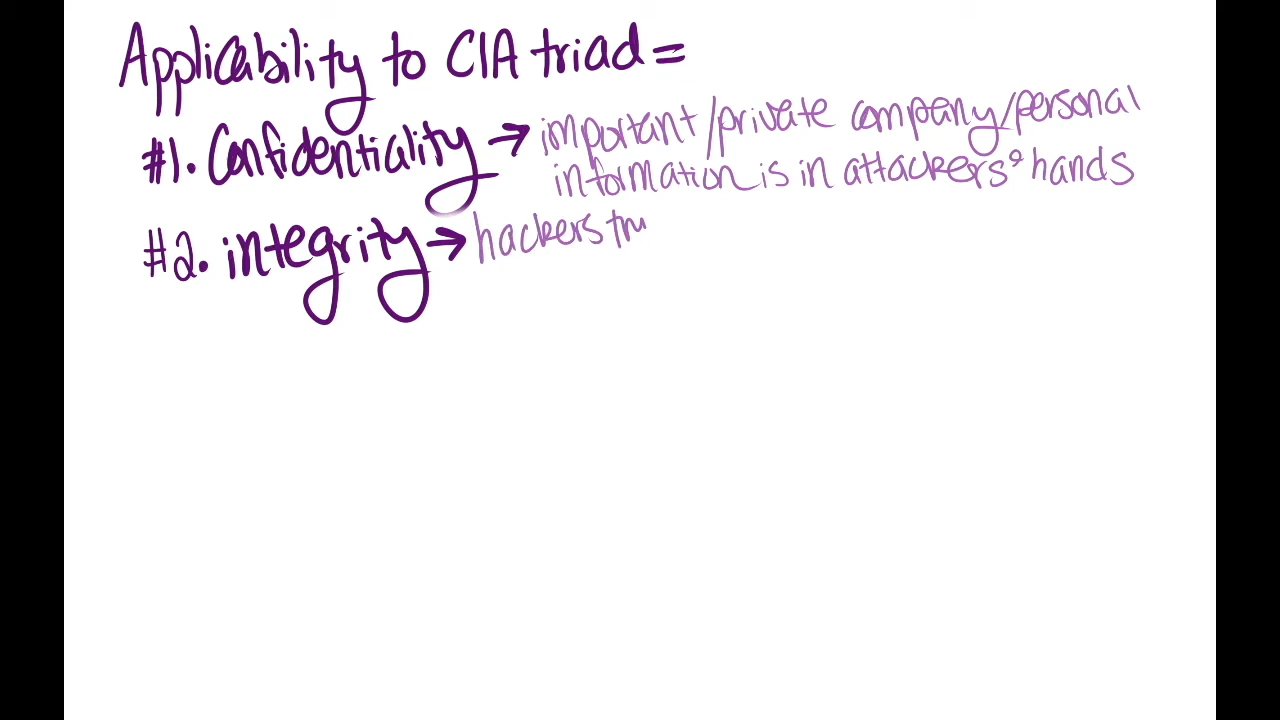 Applicability to CIA triad =
#1. Confidentiality → important/private company/personal
information is in attackers' hands
#2. integrity → hackers